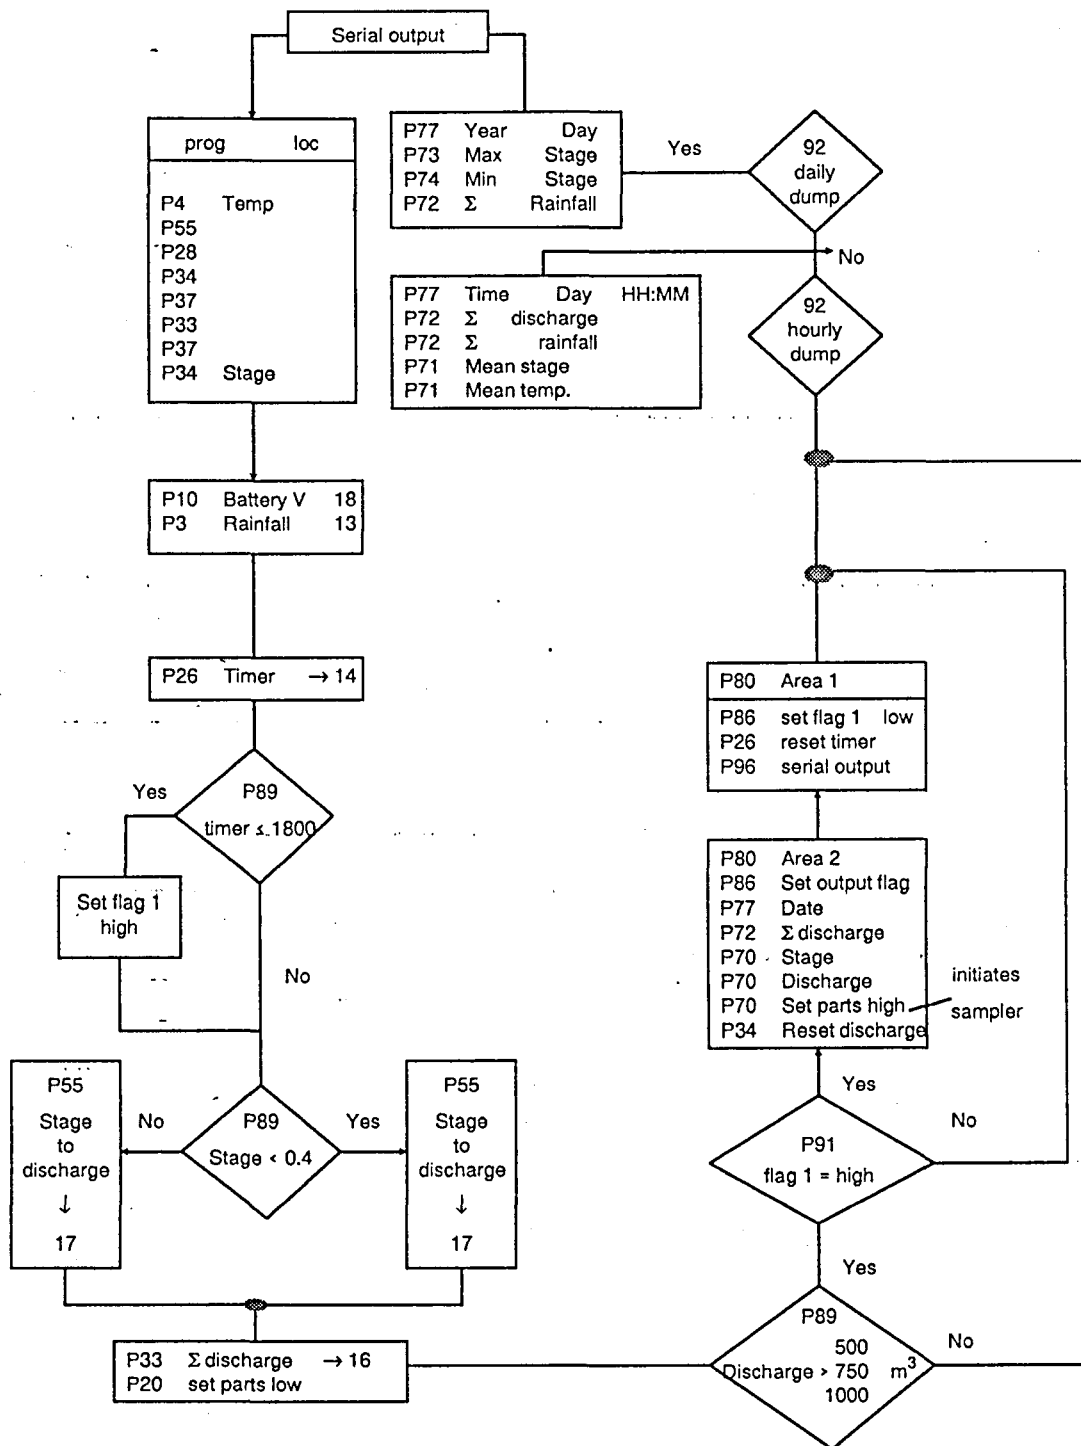 Serial output
prog loc
P4 Temp
P55
P28
P34
P37
P33
P37
P34 Stage
P77 Year Day
P73 Max Stage
P74 Min Stage
P72 Σ Rainfall
Yes
92
daily
dump
No
P77 Time Day HH:MM
P72 Σ discharge
P72 Σ rainfall
P71 Mean stage
P71 Mean temp.
92
hourly
dump
P10 Battery V 18
P3 Rainfall 13
P26 Timer → 14
Yes
P89
timer ≤ 1800
Set flag 1
high
No
P55
Stage
to
discharge
↓
17
No
P89
Stage < 0.4
Yes
P55
Stage
to
discharge
↓
17
P33 Σ discharge → 16
P20 set parts low
P80 Area 1
P86 set flag 1 low
P26 reset timer
P96 serial output
P80 Area 2
P86 Set output flag
P77 Date
P72 Σ discharge
P70 Stage
P70 Discharge
P70 Set parts high
P34 Reset discharge
initiates
sampler
Yes
No
P91
flag 1 = high
Yes
P89
500
Discharge > 750 m³
1000
No